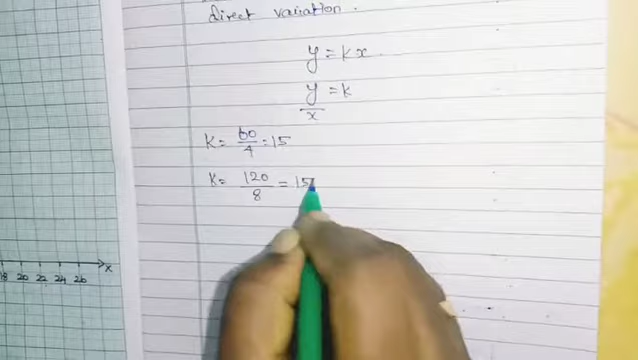 direct variation.
y = kx
y/x = k
K = 60/4 = 15
K = 120/8 = 15
18 20 22 24 26 x